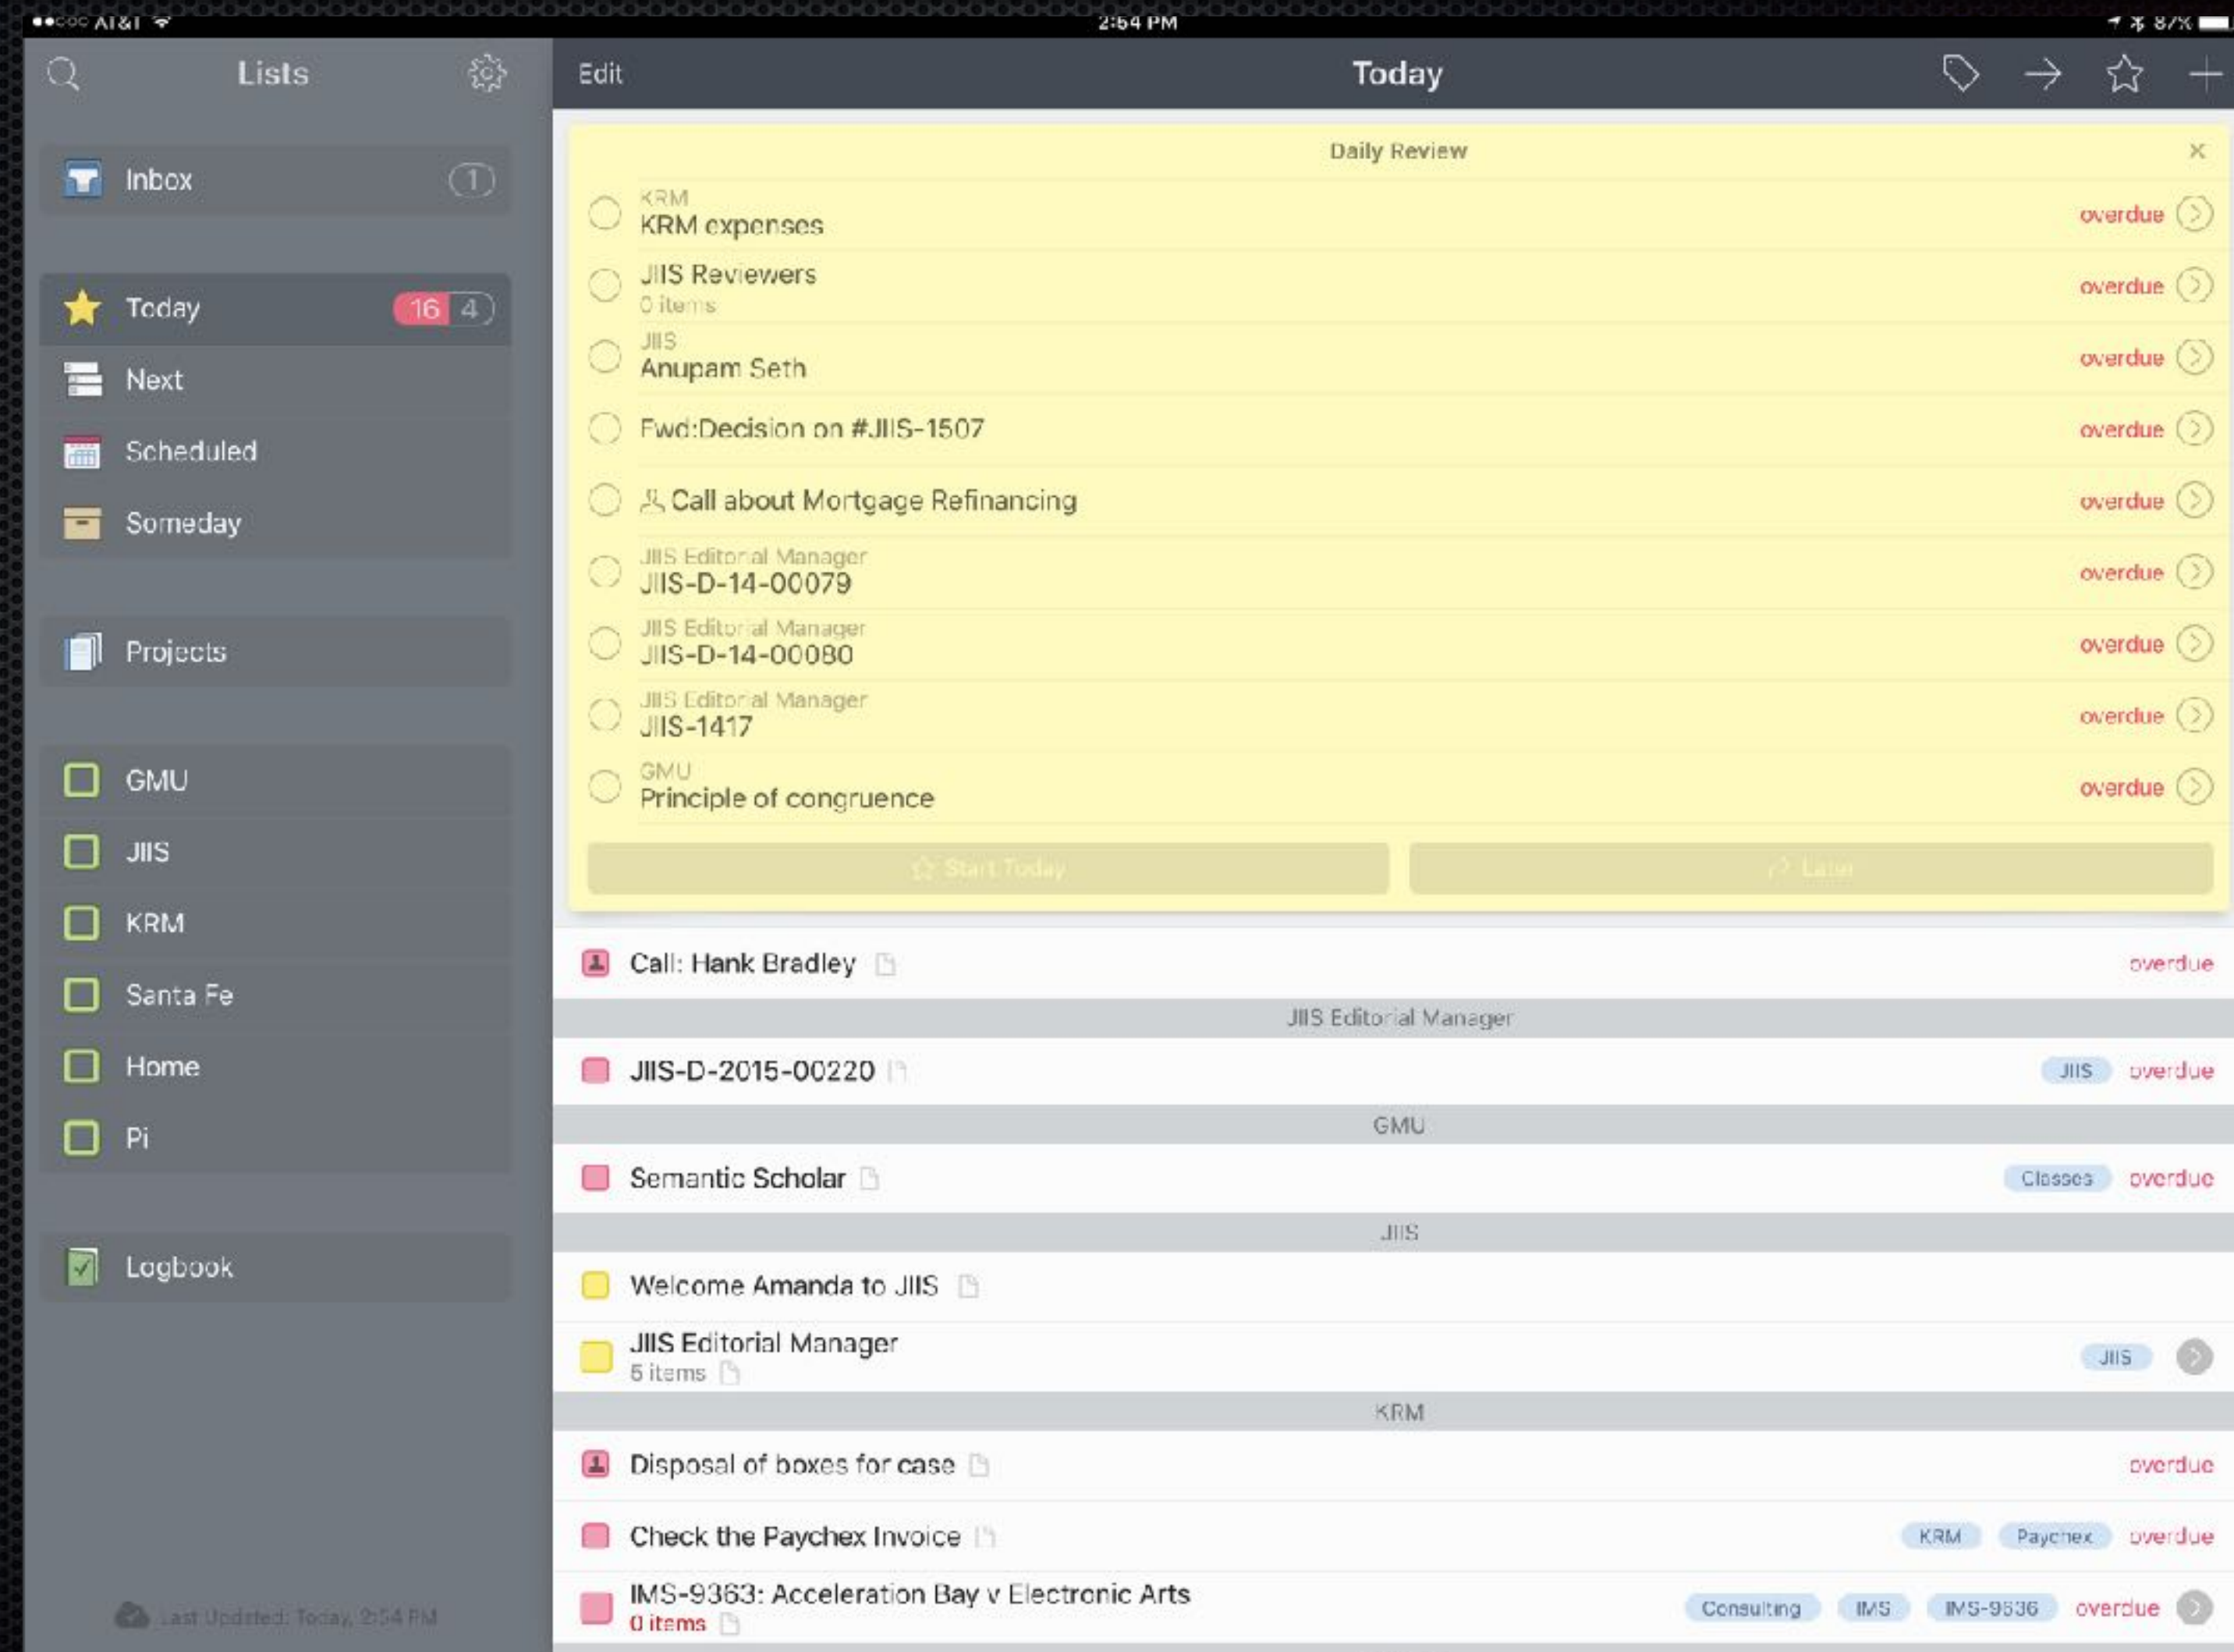 AT&T
2:54 PM
87%
Lists
Inbox
1
Today
16 4
Next
Scheduled
Someday
Projects
GMU
JIIS
KRM
Santa Fe
Home
Pi
Logbook
Last Updated: Today, 2:54 PM
Edit
Today
Daily Review
KRM
KRM expenses
overdue
JIIS Reviewers
overdue
0 items
JIIS
Anupam Seth
overdue
Fwd:Decision on #JIIS-1507
overdue
Call about Mortgage Refinancing
overdue
JIIS Editorial Manager
JIIS-D-14-00079
overdue
JIIS Editorial Manager
JIIS-D-14-00080
overdue
JIIS Editorial Manager
JIIS-1417
overdue
GMU
Principle of congruence
overdue
Start Today
Later
Call: Hank Bradley
overdue
JIIS Editorial Manager
JIIS-D-2015-00220
JIIS overdue
GMU
Semantic Scholar
Classes overdue
JIIS
Welcome Amanda to JIIS
JIIS Editorial Manager
5 items
JIIS
KRM
Disposal of boxes for case
overdue
Check the Paychex Invoice
KRM Paychex overdue
IMS-9363: Acceleration Bay v Electronic Arts
0 items
Consulting IMS IMS-9636 overdue